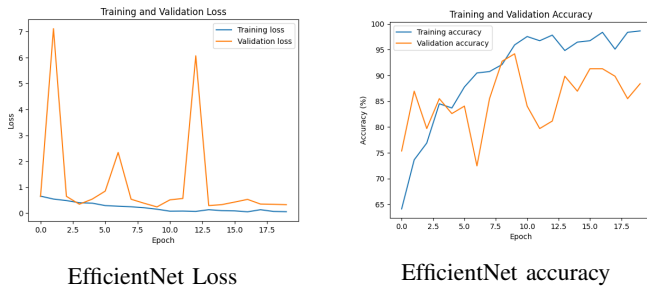 Training and Validation Loss
Training loss
Validation loss
7
6
5
4
3
2
1
0
Loss
0.0 2.5 5.0 7.5 10.0 12.5 15.0 17.5
Epoch
EfficientNet Loss
Training and Validation Accuracy
Training accuracy
Validation accuracy
100
95
90
85
80
75
70
65
Accuracy (%)
0.0 2.5 5.0 7.5 10.0 12.5 15.0 17.5
Epoch
EfficientNet accuracy